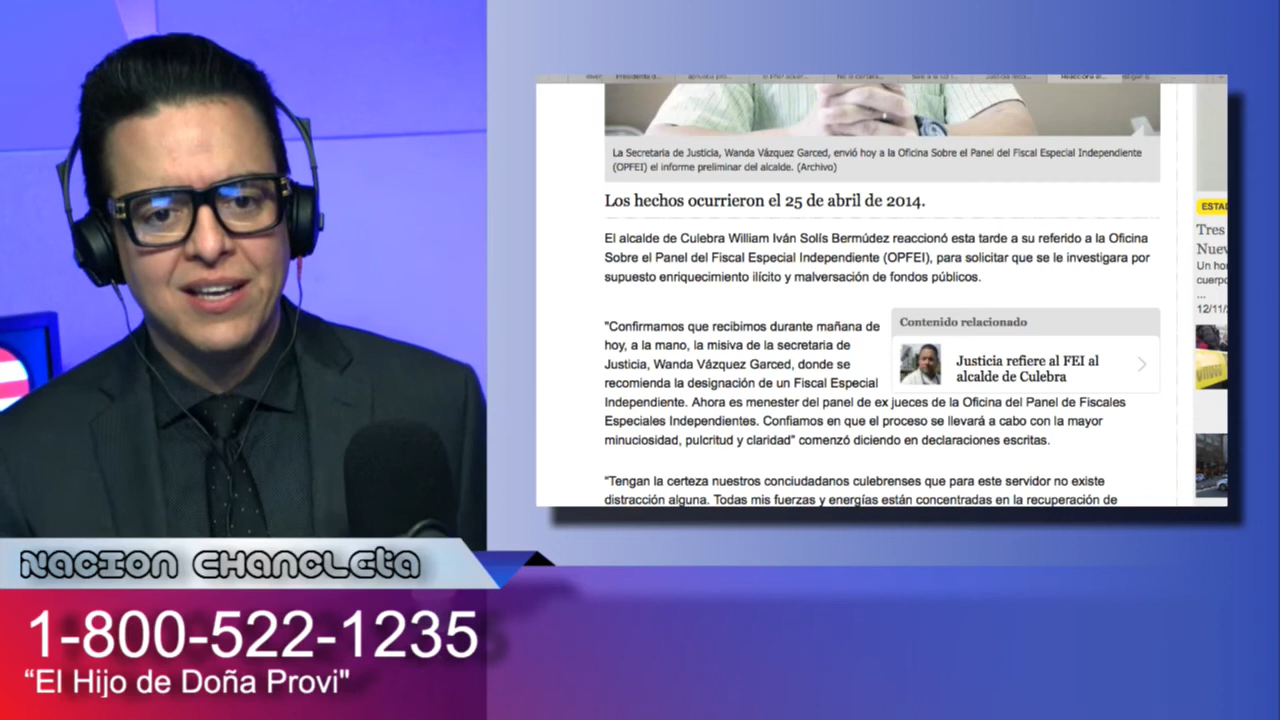 La Secretaria de Justicia, Wanda Vázquez Garced, envió hoy a la Oficina Sobre el Panel del Fiscal Especial Independiente
(OPFEI) el informe preliminar del alcalde. (Archivo)
Los hechos ocurrieron el 25 de abril de 2014.
El alcalde de Culebra William Iván Solís Bermúdez reaccionó esta tarde a su referido a la Oficina
Sobre el Panel del Fiscal Especial Independiente (OPFEI), para solicitar que se le investigara por
supuesto enriquecimiento ilícito y malversación de fondos públicos.
"Confirmamos que recibimos durante mañana de
hoy, a la mano, la misiva de la secretaria de
Justicia, Wanda Vázquez Garced, donde se
recomienda la designación de un Fiscal Especial
Independiente. Ahora es menester del panel de ex jueces de la Oficina del Panel de Fiscales
Especiales Independientes. Confiamos en que el proceso se llevará a cabo con la mayor
minuciosidad, pulcritud y claridad" comenzó diciendo en declaraciones escritas.
"Tengan la certeza nuestros conciudadanos culebrenses que para este servidor no existe
distracción alguna. Todas mis fuerzas y energías están concentradas en la recuperación de
Contenido relacionado
Justicia refiere al FEI al
alcalde de Culebra
Tres
Un
...
12/11/
NACION CHANCLETA
1-800-522-1235
“El Hijo de Doña Provi"